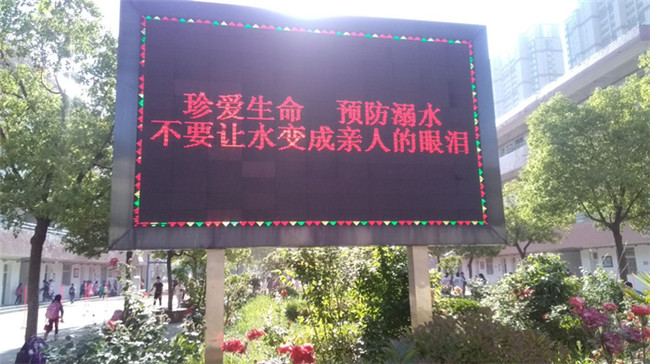 珍爱生命 预防溺水
不要让水变成亲人的眼泪